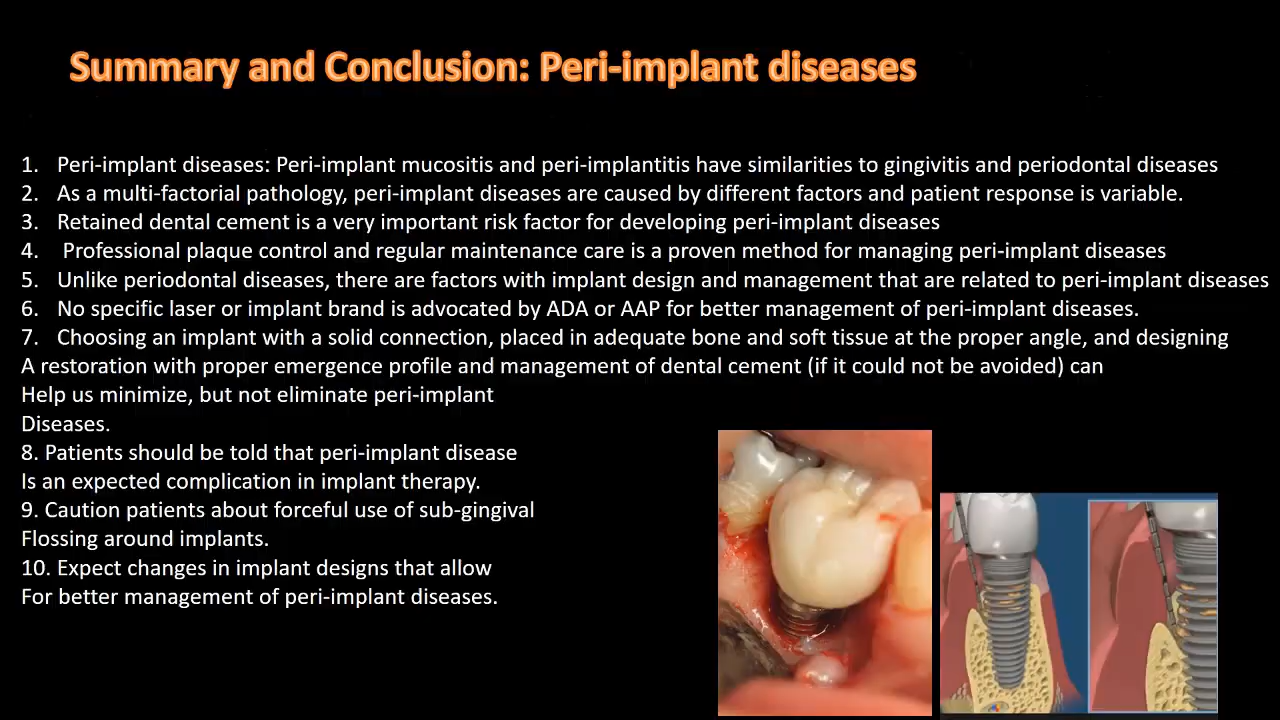 Summary and Conclusion: Peri-implant diseases
1. Peri-implant diseases: Peri-implant mucositis and peri-implantitis have similarities to gingivitis and periodontal diseases
2. As a multi-factorial pathology, peri-implant diseases are caused by different factors and patient response is variable.
3. Retained dental cement is a very important risk factor for developing peri-implant diseases
4. Professional plaque control and regular maintenance care is a proven method for managing peri-implant diseases
5. Unlike periodontal diseases, there are factors with implant design and management that are related to peri-implant diseases
6. No specific laser or implant brand is advocated by ADA or AAP for better management of peri-implant diseases.
7. Choosing an implant with a solid connection, placed in adequate bone and soft tissue at the proper angle, and designing
A restoration with proper emergence profile and management of dental cement (if it could not be avoided) can
Help us minimize, but not eliminate peri-implant
Diseases.
8. Patients should be told that peri-implant disease
Is an expected complication in implant therapy.
9. Caution patients about forceful use of sub-gingival
Flossing around implants.
10. Expect changes in implant designs that allow
For better management of peri-implant diseases.